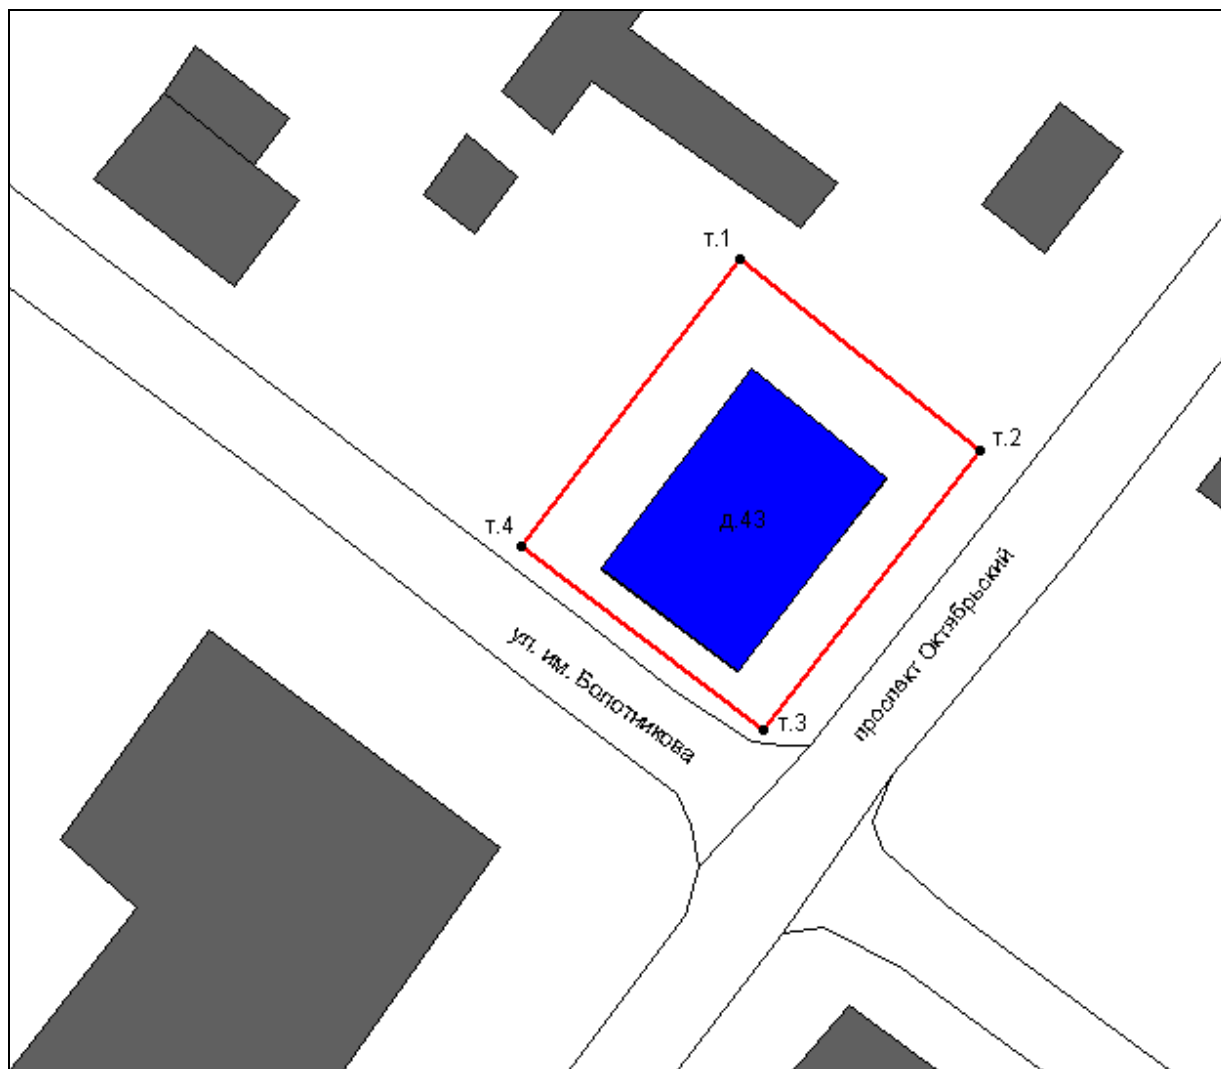 т.1
т.2
т.4
д.43
проспект Октябрьский
ул. им. Болотникова
т.3